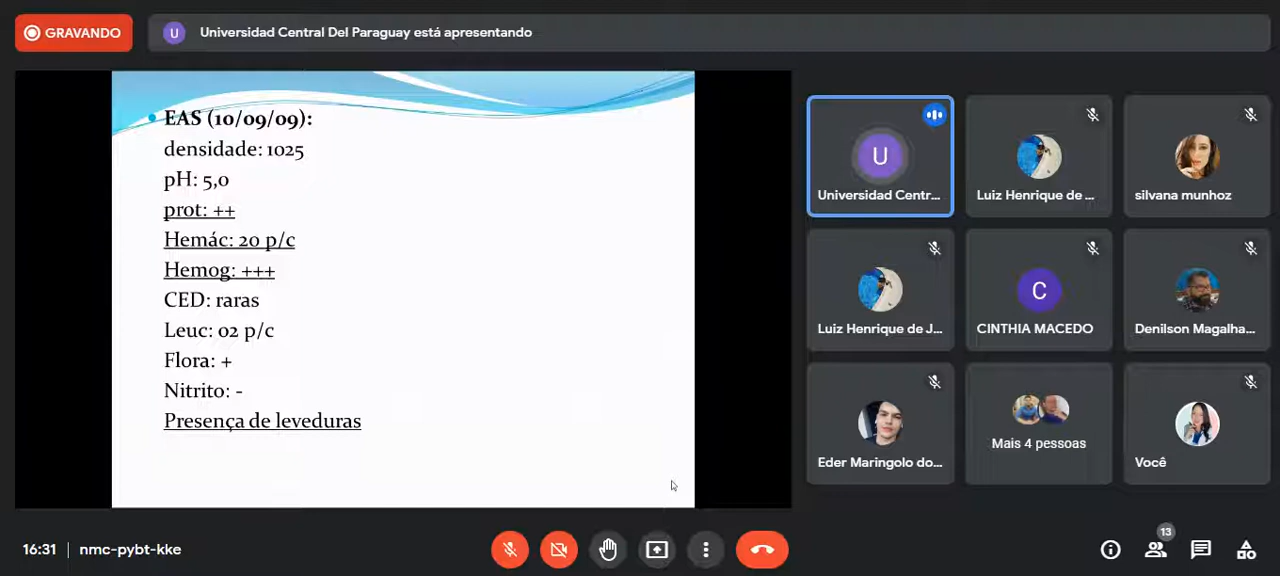 GRAVANDO
U
Universidad Central Del Paraguay está apresentando
EAS (10/09/09):
densidade: 1025
pH: 5,0
prot: ++
Hemác: 20 p/c
Hemog: +++
CED: raras
Leuc: 02 p/c
Flora: +
Nitrito: -
Presença de leveduras
U
Universidad Centr...
Luiz Henrique de ...
silvana munhoz
Luiz Henrique de J...
C
CINTHIA MACEDO
Denilson Magalha...
Eder Maringolo do...
Mais 4 pessoas
Você
16:31 | nmc-pybt-kke
13